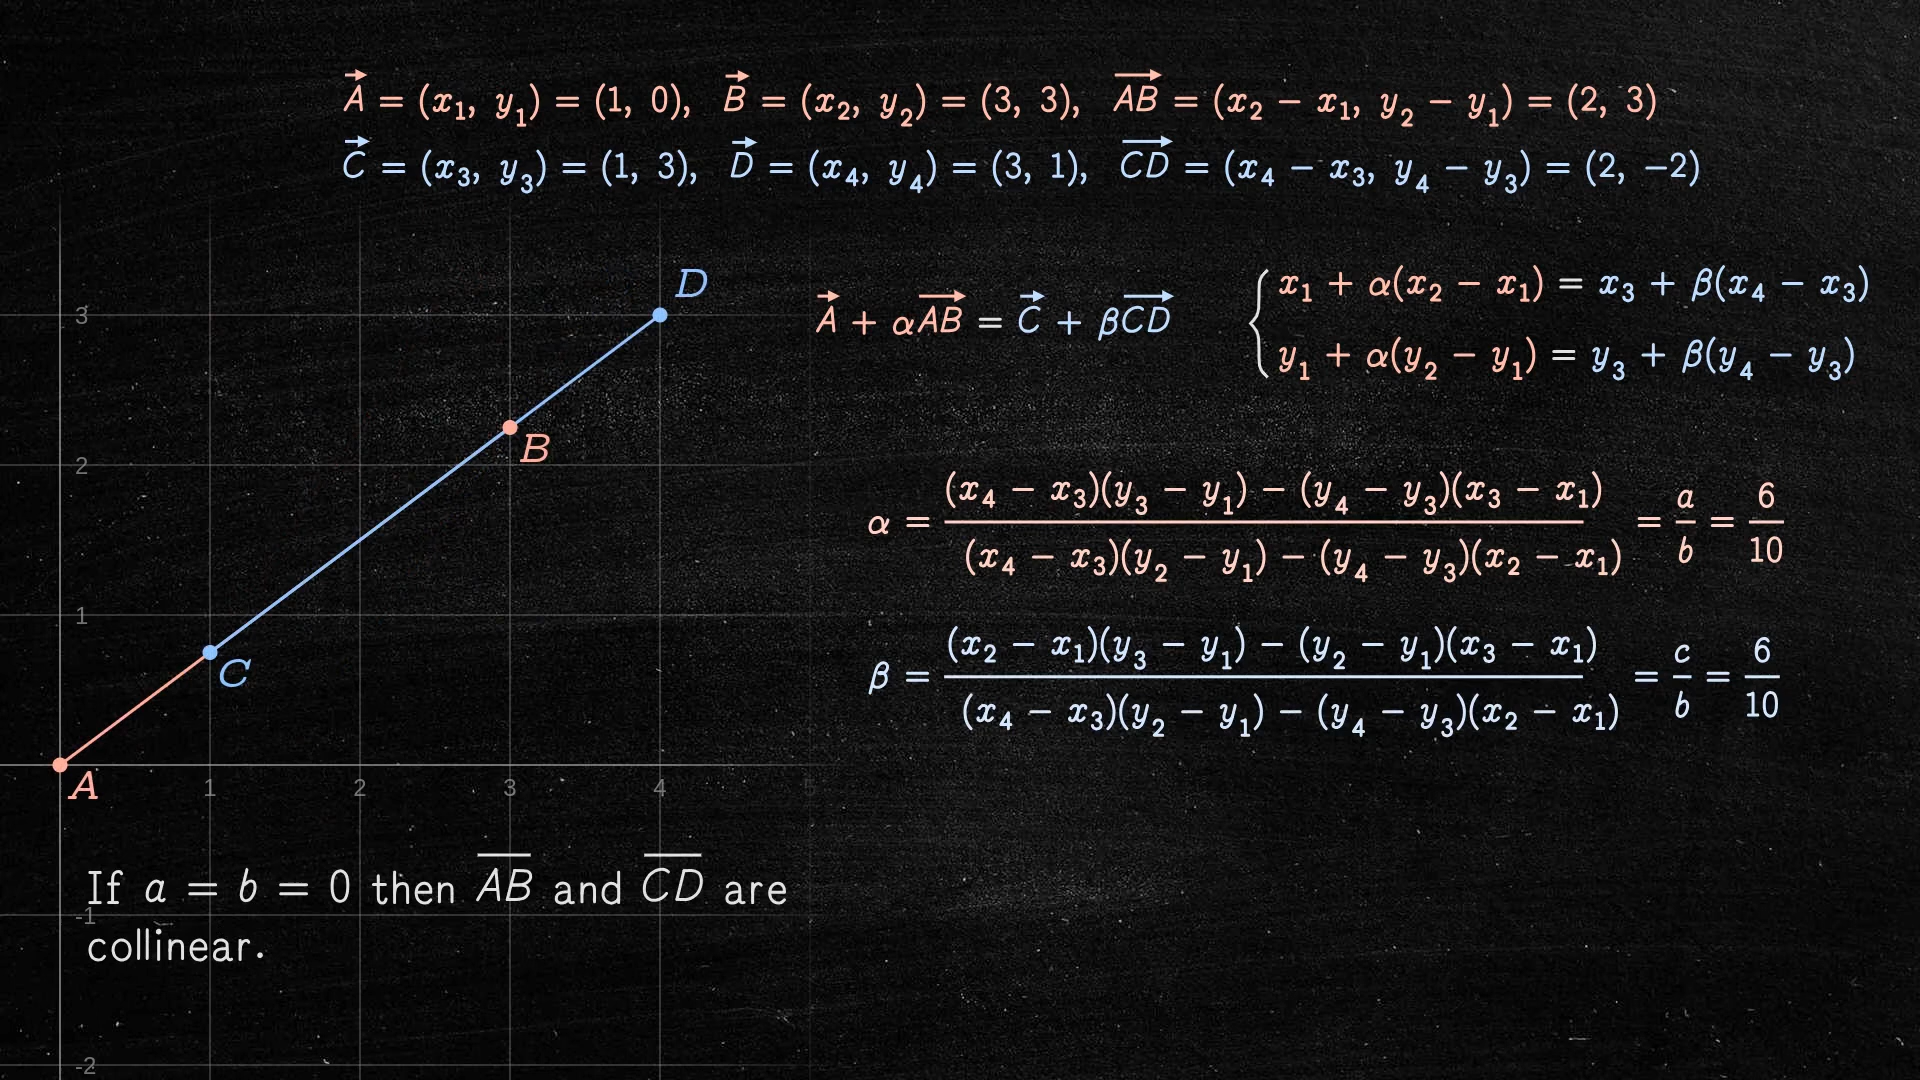 A⃗ = (x₁, y₁) = (1, 0), B⃗ = (x₂, y₂) = (3, 3), AB⃗ = (x₂ − x₁, y₂ − y₁) = (2, 3)
C⃗ = (x₃, y₃) = (1, 3), D⃗ = (x₄, y₄) = (3, 1), CD⃗ = (x₄ − x₃, y₄ − y₃) = (2, −2)
A⃗ + αAB⃗ = C⃗ + βCD⃗
{ x₁ + α(x₂ − x₁) = x₃ + β(x₄ − x₃)
y₁ + α(y₂ − y₁) = y₃ + β(y₄ − y₃)
α = ((x₄ − x₃)(y₃ − y₁) − (y₄ − y₃)(x₃ − x₁)) / ((x₄ − x₃)(y₂ − y₁) − (y₄ − y₃)(x₂ − x₁)) = a/b = 6/10
β = ((x₂ − x₁)(y₃ − y₁) − (y₂ − y₁)(x₃ − x₁)) / ((x₄ − x₃)(y₂ − y₁) − (y₄ − y₃)(x₂ − x₁)) = c/b = 6/10
D
3
B
2
1
C
A
1 2 3 4 5
If a = b = 0 then A̅B̅ and C̅D̅ are
-1
collinear.
-2